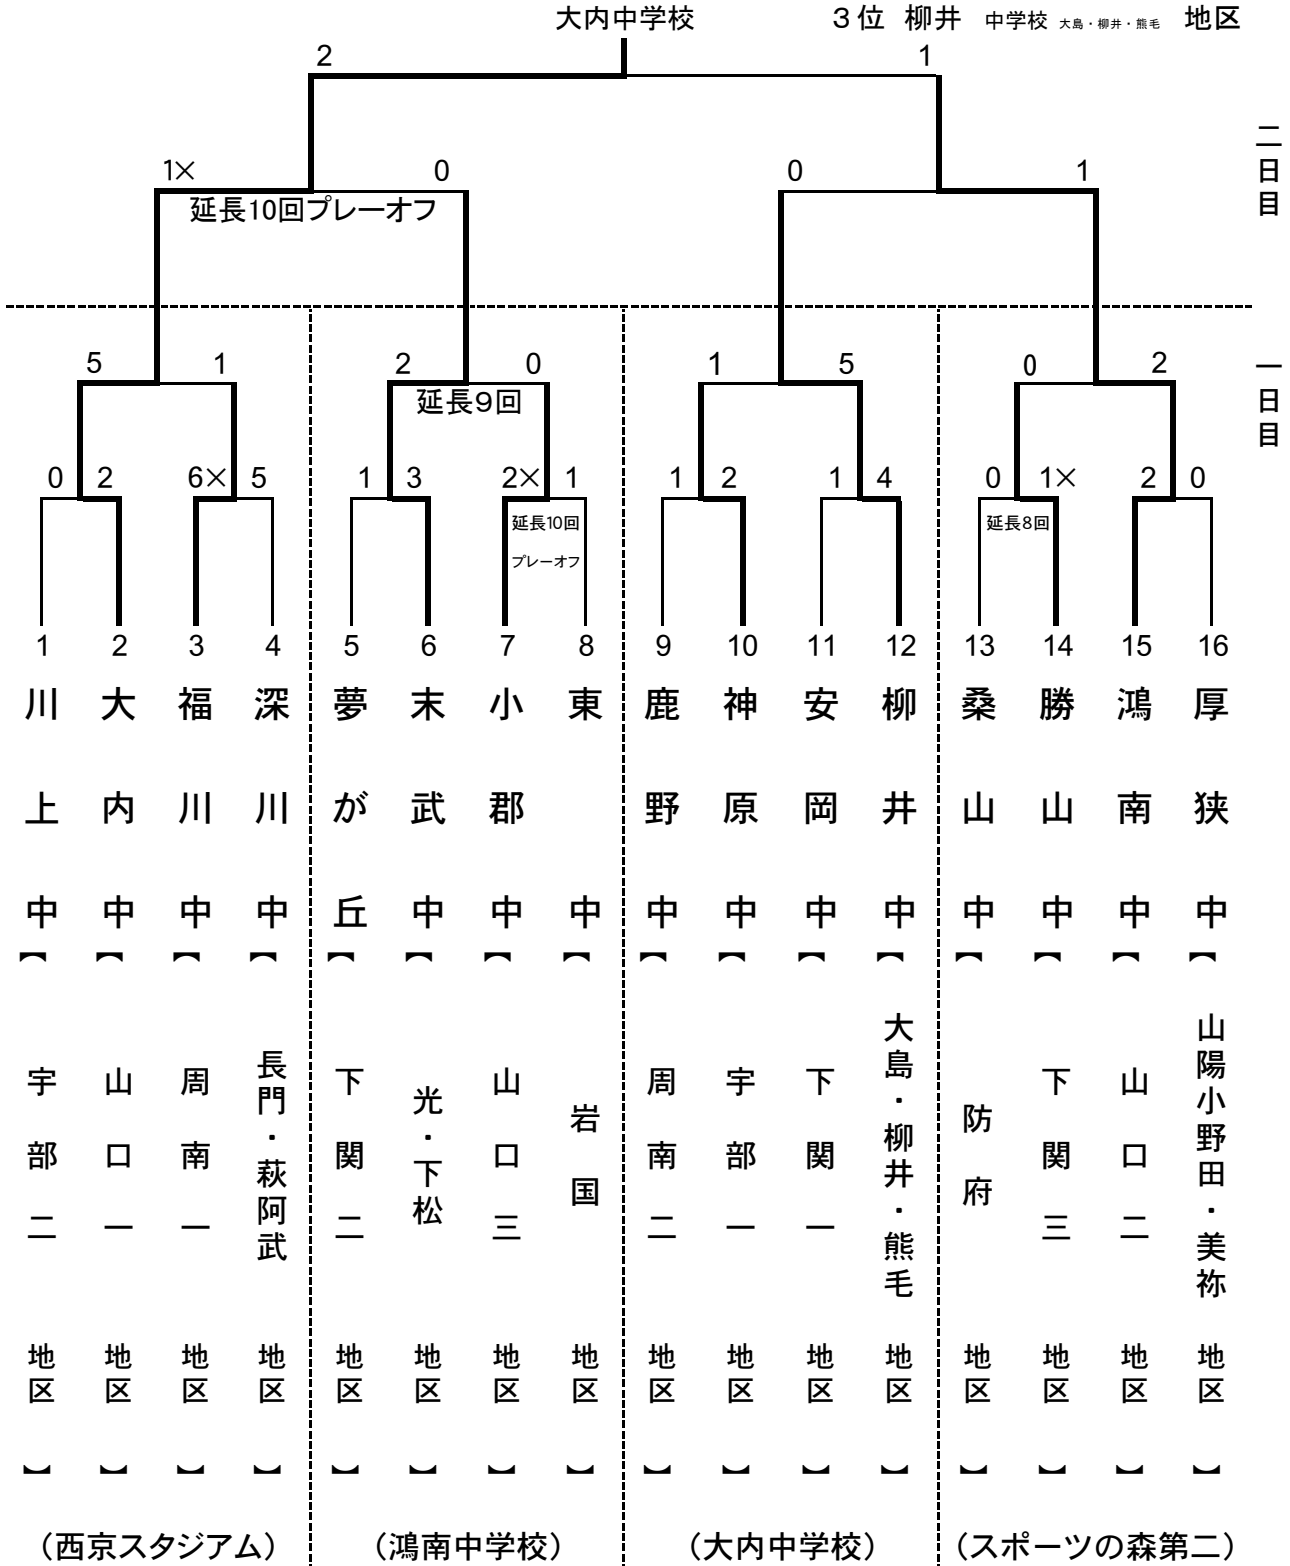 大内中学校
３位 柳井 中学校 大島・柳井・熊毛 地区
2 1
二日目
1× 0 0 1
延長10回プレーオフ
一日目
5 1 2 0 1 5 0 2
延長９回
0 2 6× 5 1 3 2× 1 1 2 1 4 0 1× 2 0
延長10回
プレーオフ
延長8回
1 2 3 4 5 6 7 8 9 10 11 12 13 14 15 16
川上中【宇部二地区】
大内中【山口一地区】
福川中【周南一地区】
深川中【長門・萩阿武地区】
夢が丘【下関二地区】
末武中【光・下松地区】
小郡中【山口三地区】
東中【岩国地区】
鹿野中【周南二地区】
神原中【宇部一地区】
安岡中【下関一地区】
柳井中【大島・柳井・熊毛地区】
桑山中【防府地区】
勝山中【下関三地区】
鴻南中【山口二地区】
厚狭中【山陽小野田・美祢地区】
（西京スタジアム）
（鴻南中学校）
（大内中学校）
（スポーツの森第二）